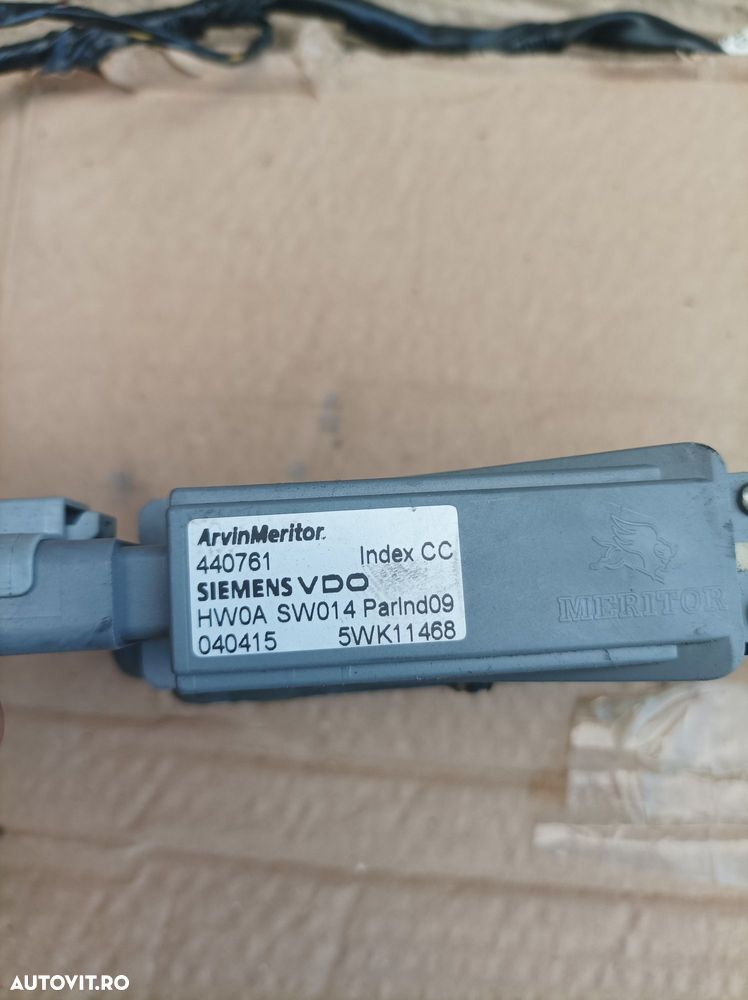 ArvinMeritor.
440761 Index CC
SIEMENS VDO
HW0A SW014 ParInd09
040415 5WK11468
MERITOR
AUTOVIT.RO